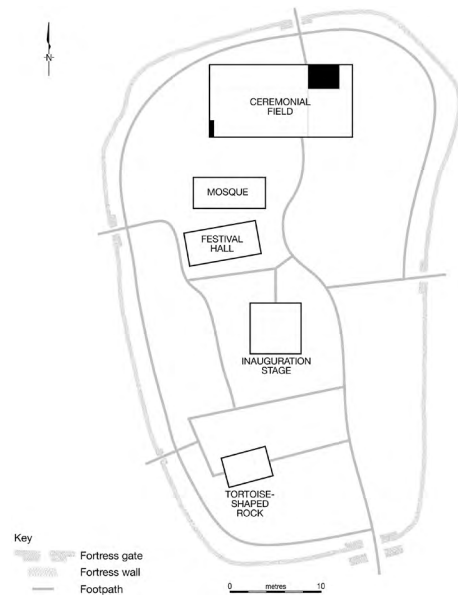 N
CEREMONIAL
FIELD
MOSQUE
FESTIVAL
HALL
INAUGURATION
STAGE
TORTOISE-
SHAPED
ROCK
Key
Fortress gate
Fortress wall
Footpath
0 metres 10